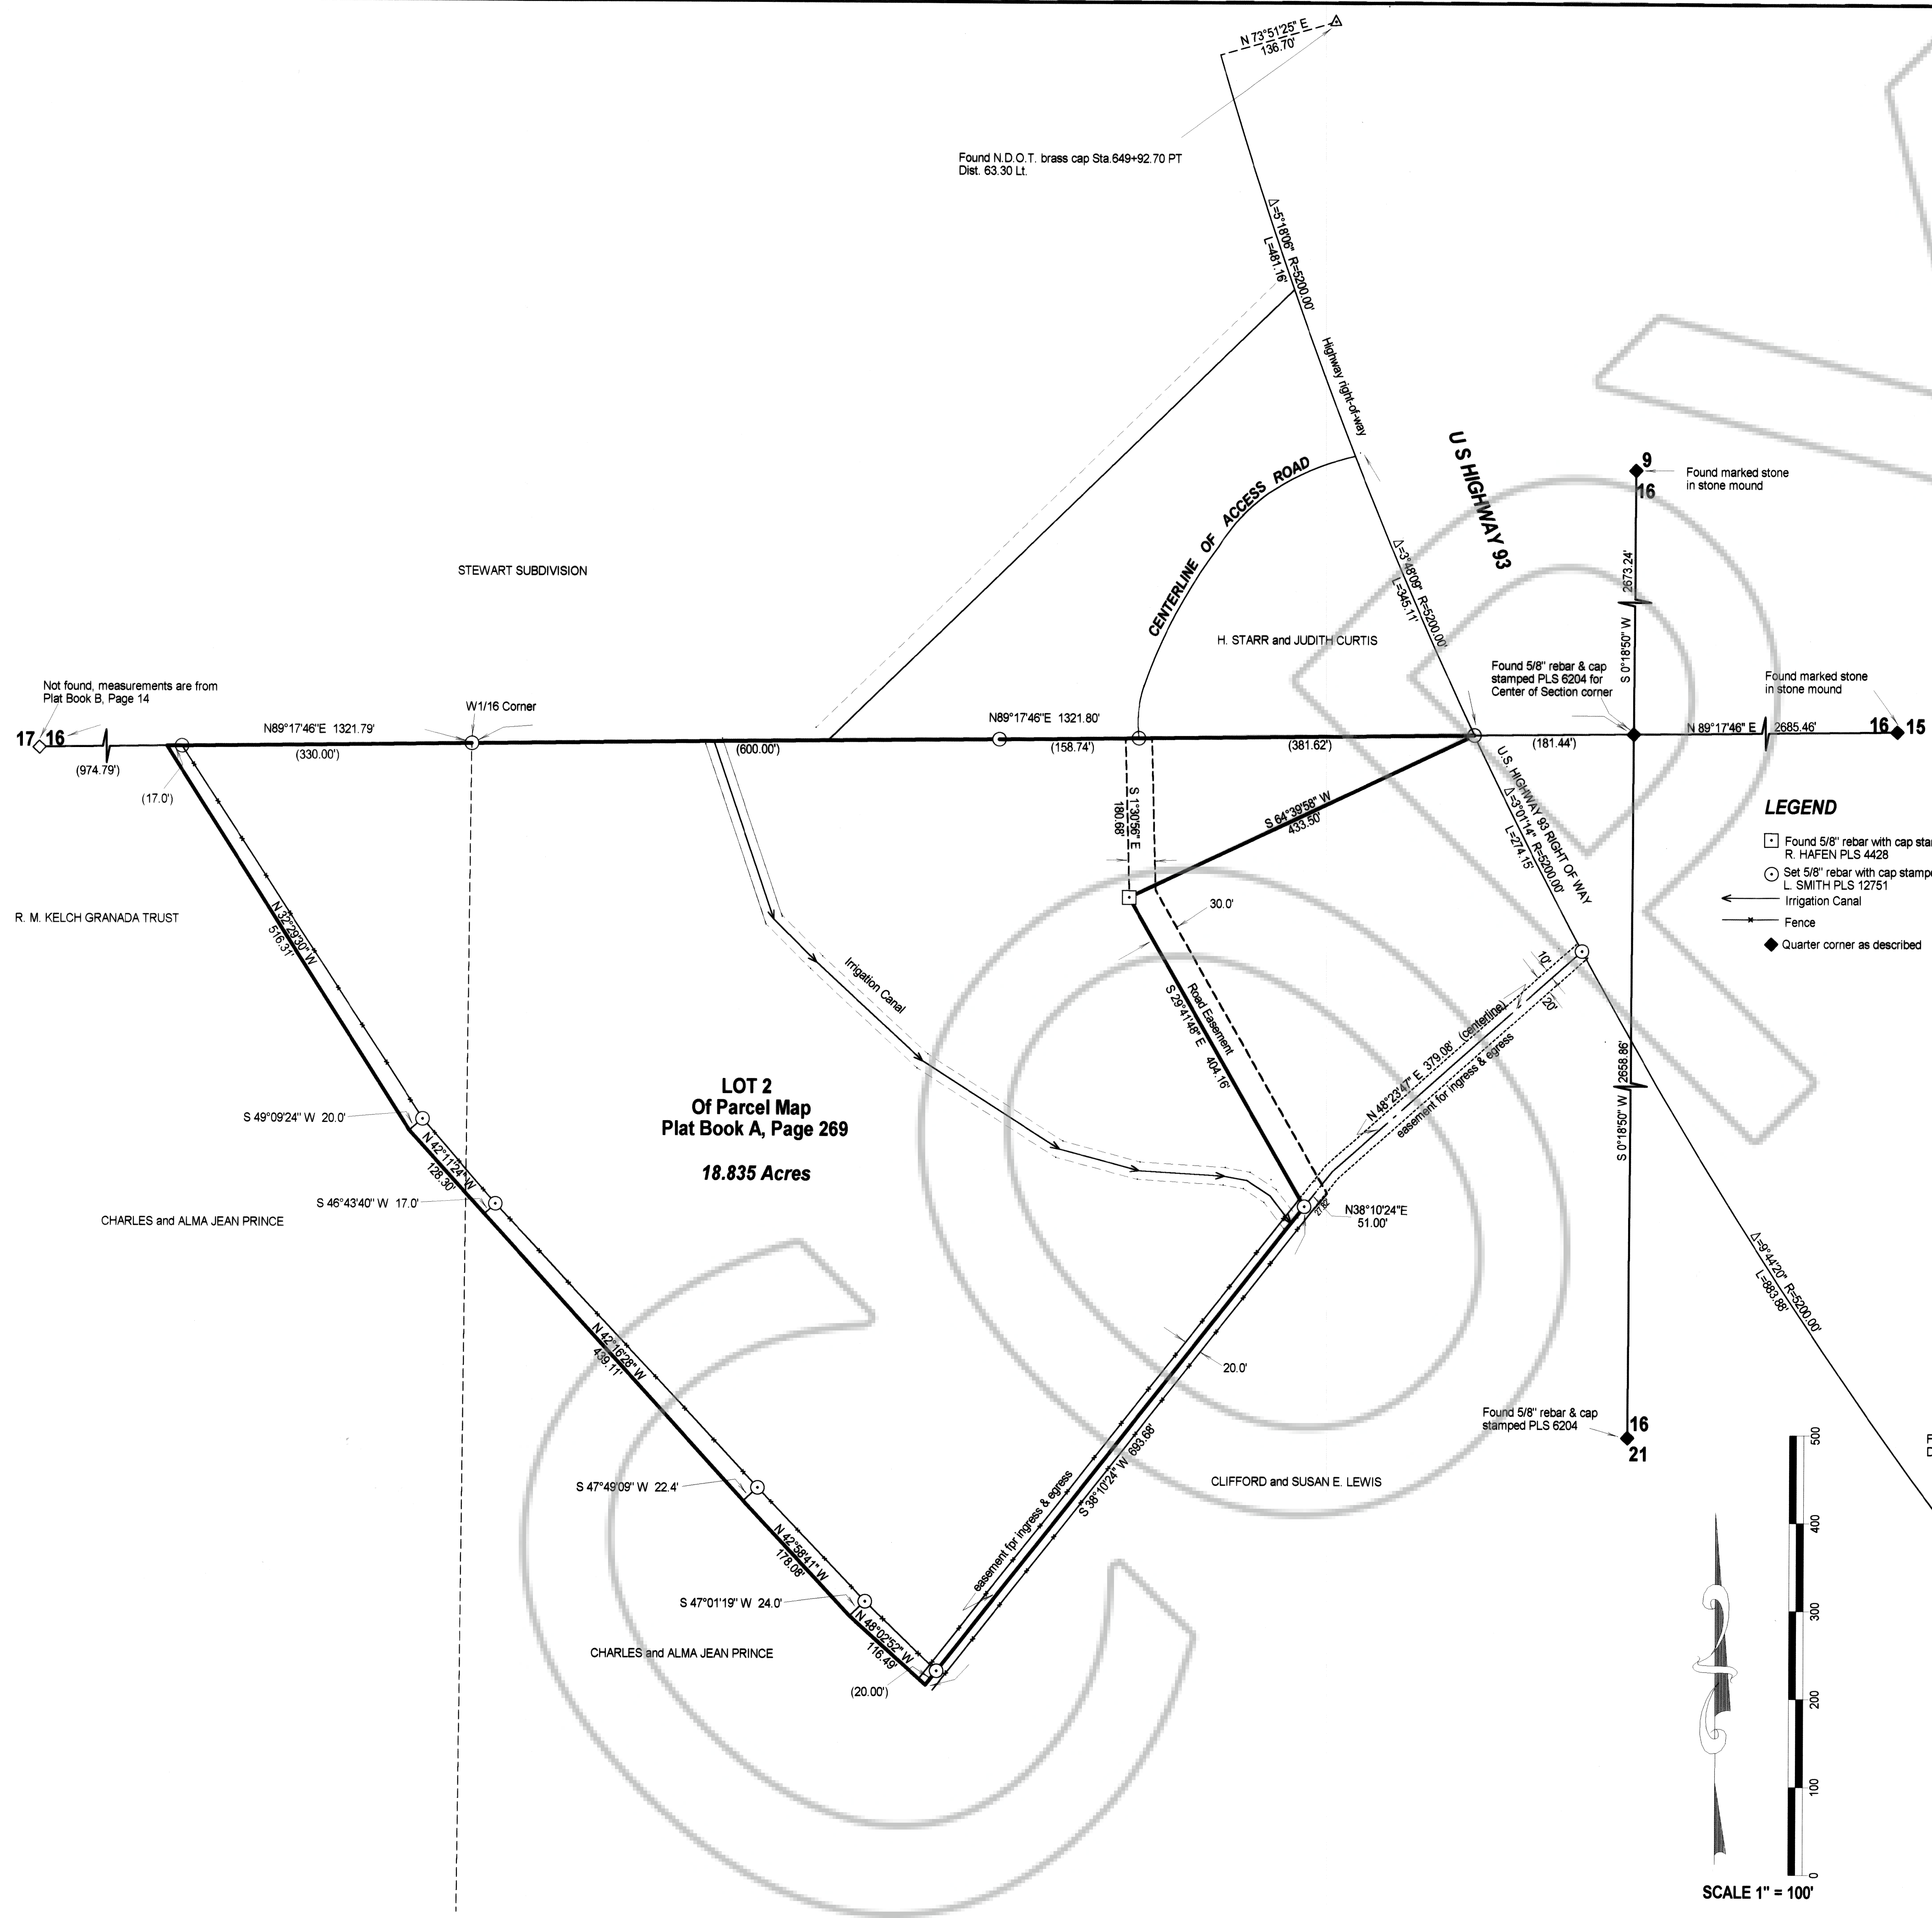 N 73°51'25" E
136.70'
Found N.D.O.T. brass cap Sta.649+92.70 PT
Dist. 63.30 Lt.
Δ=5°18'06" R=5200.00'
L=481.16'
Highway right-of-way
U S HIGHWAY 93
CENTERLINE OF ACCESS ROAD
9
16
Found marked stone
in stone mound
Δ=3°48'09" R=5200.00'
L=345.11'
S 0°18'50" W 2673.24'
STEWART SUBDIVISION
H. STARR and JUDITH CURTIS
Found 5/8" rebar & cap
stamped PLS 6204 for
Center of Section corner
Found marked stone
in stone mound
Not found, measurements are from
Plat Book B, Page 14
W1/16 Corner
17 16
N89°17'46"E 1321.79'
N89°17'46"E 1321.80'
N 89°17'46" E 2685.46'
16 15
(974.79')
(330.00')
(600.00')
(158.74')
(381.62')
(181.44')
(17.0')
S 1°30'56" E
180.68'
S 64°39'58" W
433.50'
U.S. HIGHWAY 93 RIGHT OF WAY
Δ=3°01'14" R=5200.00'
L=274.15'
LEGEND
Found 5/8" rebar with cap sta
R. HAFEN PLS 4428
Set 5/8" rebar with cap stampe
L. SMITH PLS 12751
Irrigation Canal
Fence
Quarter corner as described
R. M. KELCH GRANADA TRUST
N 32°29'30" W
516.31'
30.0'
Irrigation Canal
Road Easement
S 29°41'48" E 404.16'
10'
20'
N 48°23'47" E 379.08' (centerline)
easement for ingress & egress
S 0°18'50" W 2658.86'
LOT 2
Of Parcel Map
Plat Book A, Page 269
18.835 Acres
S 49°09'24" W 20.0'
N 42°11'24" W
128.30'
S 46°43'40" W 17.0'
CHARLES and ALMA JEAN PRINCE
27.82'
N38°10'24"E
51.00'
Δ=9°44'20" R=5200.00'
L=883.88'
N 42°16'28" W
439.11'
20.0'
S 38°10'24" W 693.68'
easement fpr ingress & egress
Found 5/8" rebar & cap
stamped PLS 6204
16
21
CLIFFORD and SUSAN E. LEWIS
S 47°49'09" W 22.4'
N 42°58'41" W
178.08'
S 47°01'19" W 24.0'
N 48°02'52" W
116.49'
CHARLES and ALMA JEAN PRINCE
(20.00')
F
D
500
400
300
200
100
0
SCALE 1" = 100'